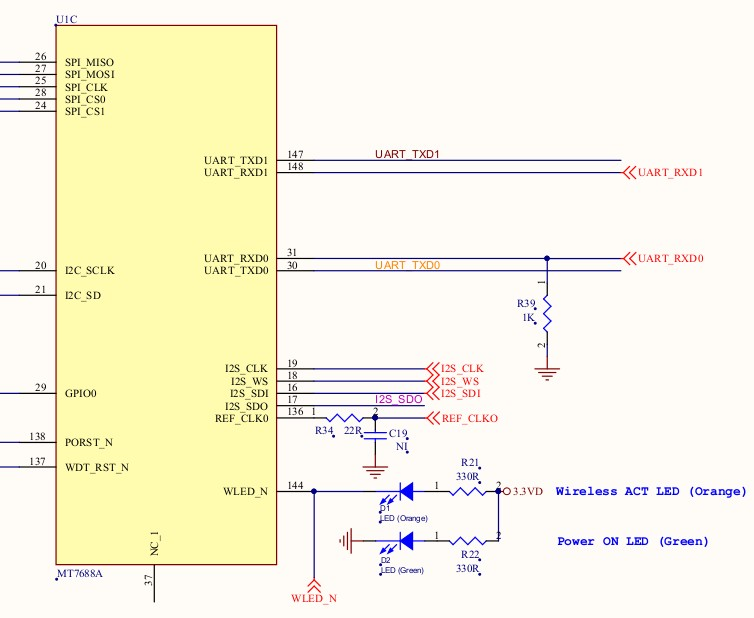 U1C
26 SPI_MISO
27 SPI_MOSI
25 SPI_CLK
28 SPI_CS0
24 SPI_CS1
UART_TXD1 147 UART_TXD1
UART_RXD1 148 UART_RXD1
UART_RXD0 31 UART_RXD0
20 I2C_SCLK UART_TXD0 30 UART_TXD0
1
21 I2C_SD
R39
1K
2
I2S_CLK 19 I2S_CLK
I2S_WS 18 I2S_WS
29 GPIO0 I2S_SDI 16 I2S_SDI
I2S_SDO 17 I2S_SDO
REF_CLK0 136 1 2 REF_CLKO
R34 22R C19
NI
138 PORST_N
137 WDT_RST_N
R21
330R
WLED_N 144 1 2 3.3VD Wireless ACT LED (Orange)
D1
LED (Orange)
1 2 Power ON LED (Green)
NC_1
D2 R22
LED (Green) 330R
MT7688A
37
WLED_N